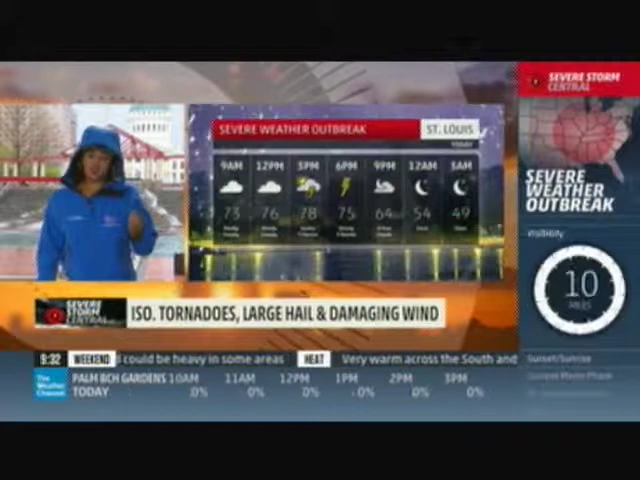 SEVERE STORM
CENTRAL
SEVERE WEATHER OUTBREAK
ST. LOUIS
TODAY
9AM 12PM 3PM 6PM 9PM 12AM 3AM
73 76 78 75 64 54 49
SEVERE
WEATHER
OUTBREAK
VISIBILITY
10
MILES
SEVERE STORM
CENTRAL
ISO. TORNADOES, LARGE HAIL & DAMAGING WIND
9:32 WEEKEND could be heavy in some areas HEAT Very warm across the South and
Sunset/Sunrise
The Weather Channel
PALM BCH GARDENS 10AM 11AM 12PM 1PM 2PM 3PM
TODAY 0% 0% 0% 0% 0% 0%